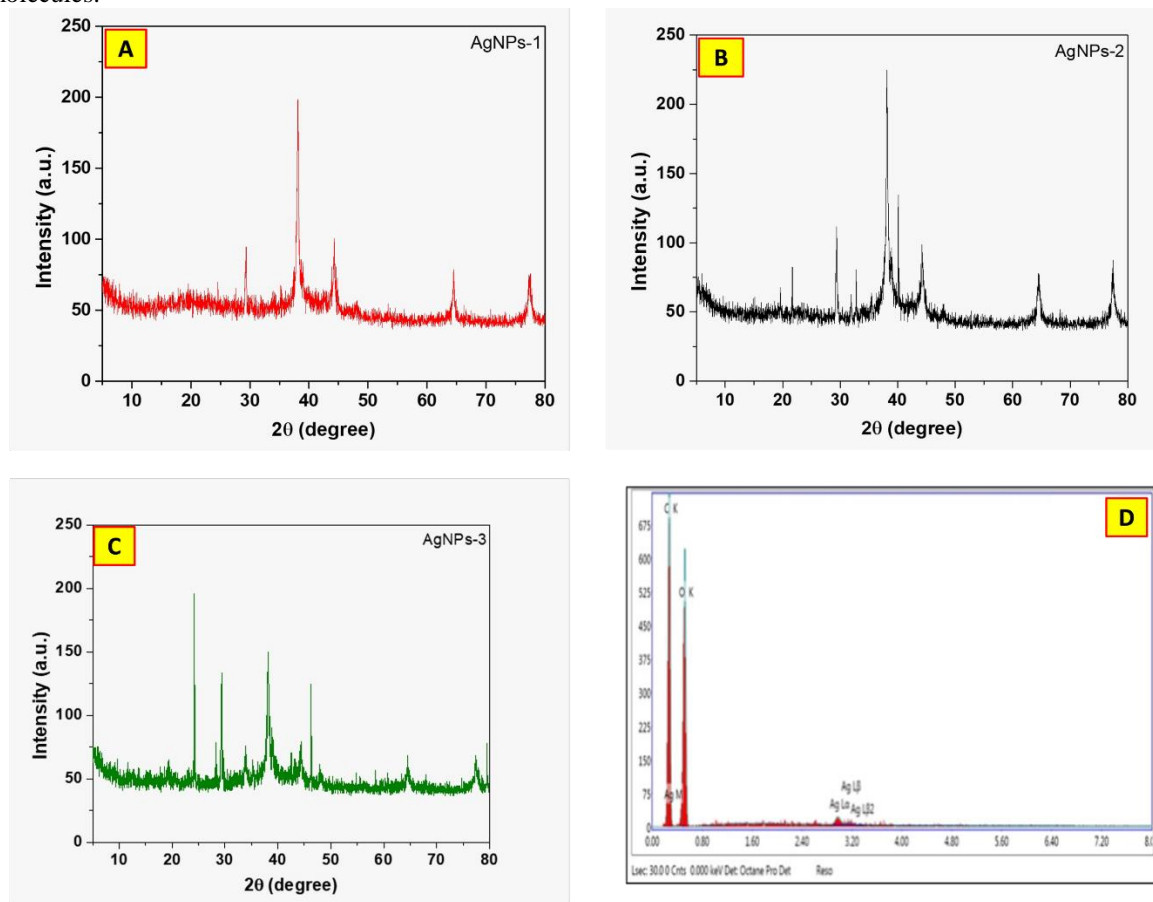 olecules.
A
AgNPs-1
250
200
150
100
50
0
Intensity (a.u.)
10 20 30 40 50 60 70 80
2θ (degree)
B
AgNPs-2
250
200
150
100
50
0
Intensity (a.u.)
10 20 30 40 50 60 70 80
2θ (degree)
C
AgNPs-3
250
200
150
100
50
0
Intensity (a.u.)
10 20 30 40 50 60 70 80
2θ (degree)
D
675
600
525
450
375
300
225
150
75
0
C K
O K
Ag M
Ag Lβ
Ag Lα
Ag Lβ2
0.00 0.80 1.60 2.40 3.20 4.00 4.80 5.60 6.40 7.20 8.0
Lsec: 30.0 0 Cnts 0.000 keV Det: Octane Pro Det Reso